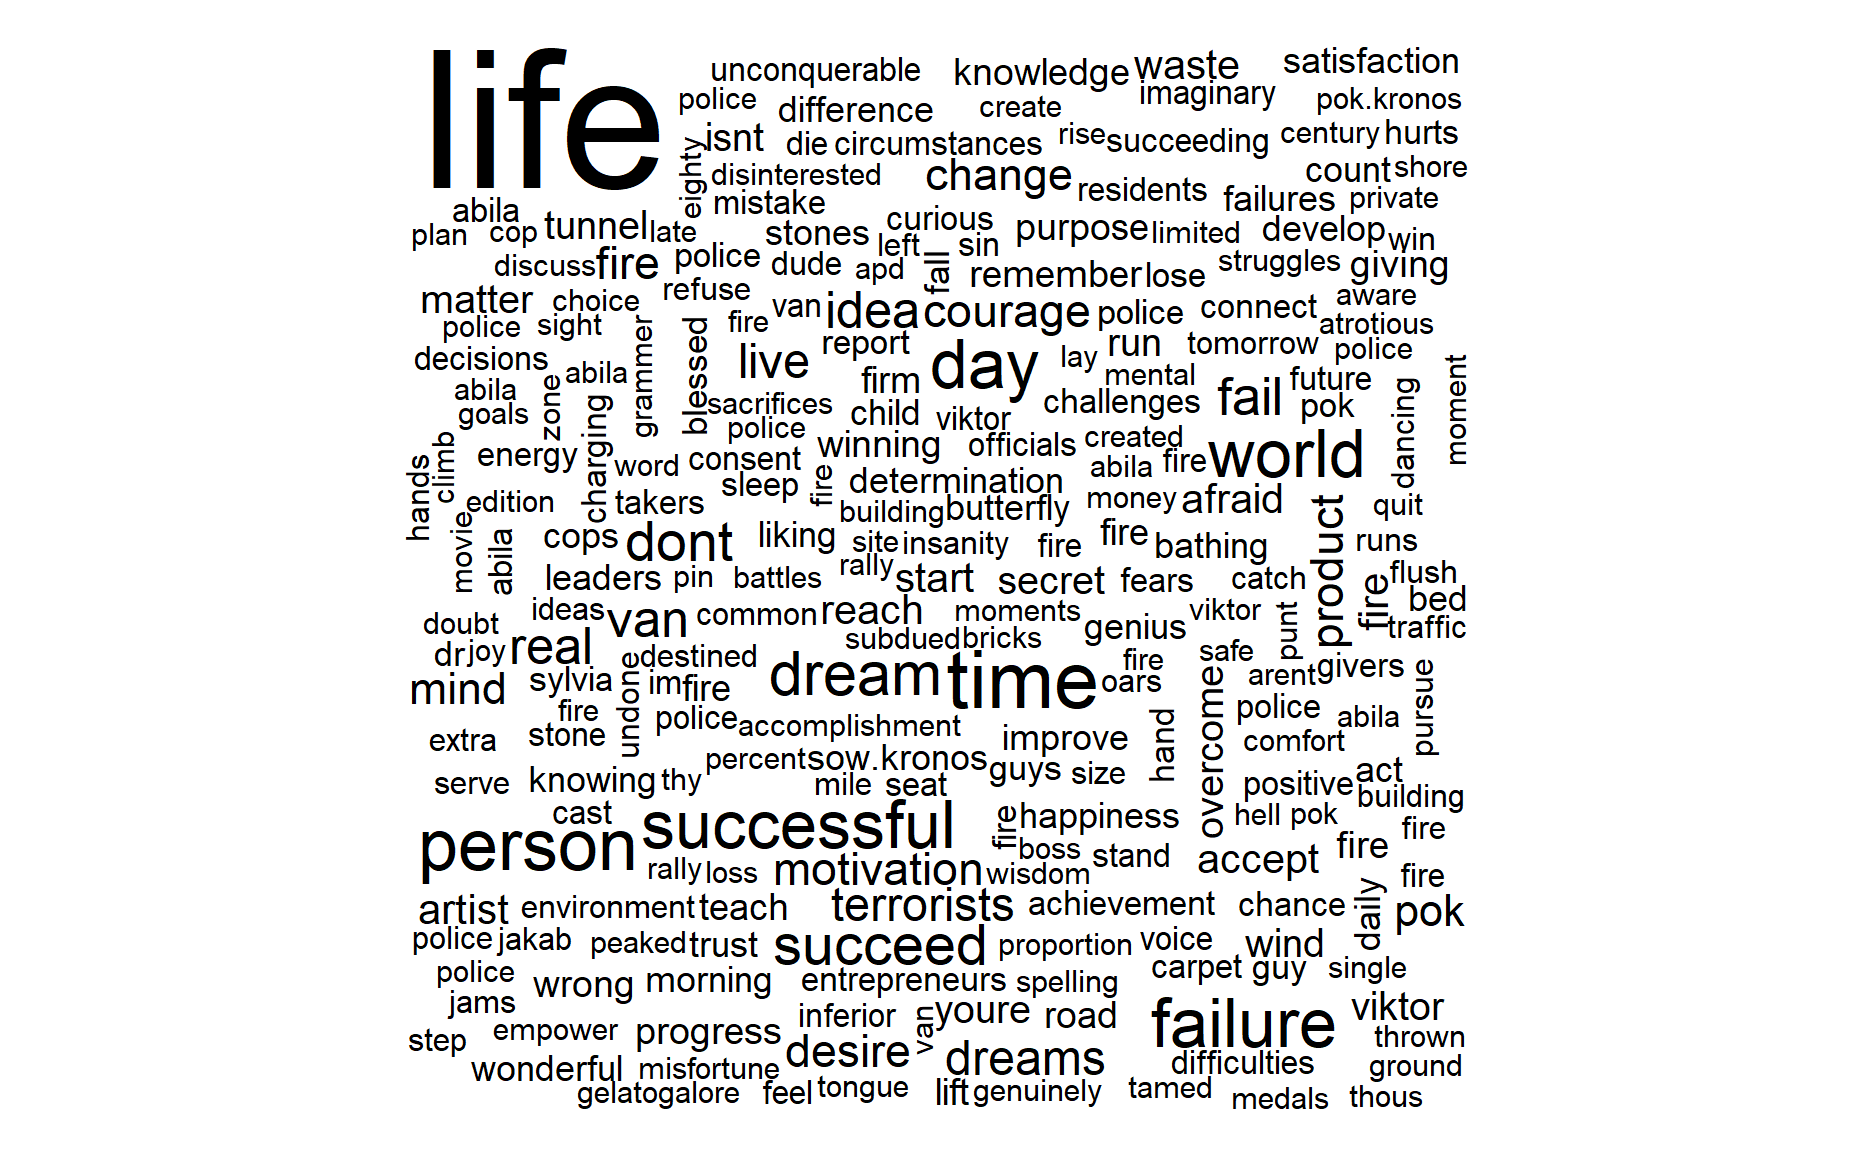 life
unconquerable knowledge waste satisfaction
police difference create imaginary pok.kronos
isnt die circumstances rise succeeding century hurts
eighty disinterested change residents count shore
abila mistake curious purpose failures private
plan cop tunnel late stones left sin limited develop win
discuss fire police dude apd fall remember lose struggles giving
matter choice refuse van idea courage police connect aware
police sight grammer blessed fire report run tomorrow atrotious
decisions abila live day lay police
abila zone firm mental fail future moment
goals charging sacrifices child viktor challenges pok dancing
police winning officials created world
hands climb energy word consent abila fire
edition takers sleep fire determination money afraid quit
building butterfly product
movie abila cops dont liking site insanity fire fire bathing runs
leaders pin battles rally start secret fears catch fire flush
ideas van common reach moments viktor punt bed
doubt subdued bricks genius traffic
dr joy real destined fire safe
mind sylvia undone im fire dream time oars overcome arent givers
fire police accomplishment hand police abila pursue
extra stone improve comfort
percent sow.kronos guys size
serve knowing thy mile seat positive act
cast successful fire happiness hell pok building
person boss stand accept fire fire
rally loss motivation wisdom daily fire
artist environment teach terrorists achievement chance pok
police jakab peaked trust succeed proportion voice wind
police wrong morning entrepreneurs spelling carpet guy single
jams inferior van youre road failure viktor
step empower progress desire dreams thrown
wonderful misfortune difficulties ground
gelatogalore feel tongue lift genuinely tamed medals thous